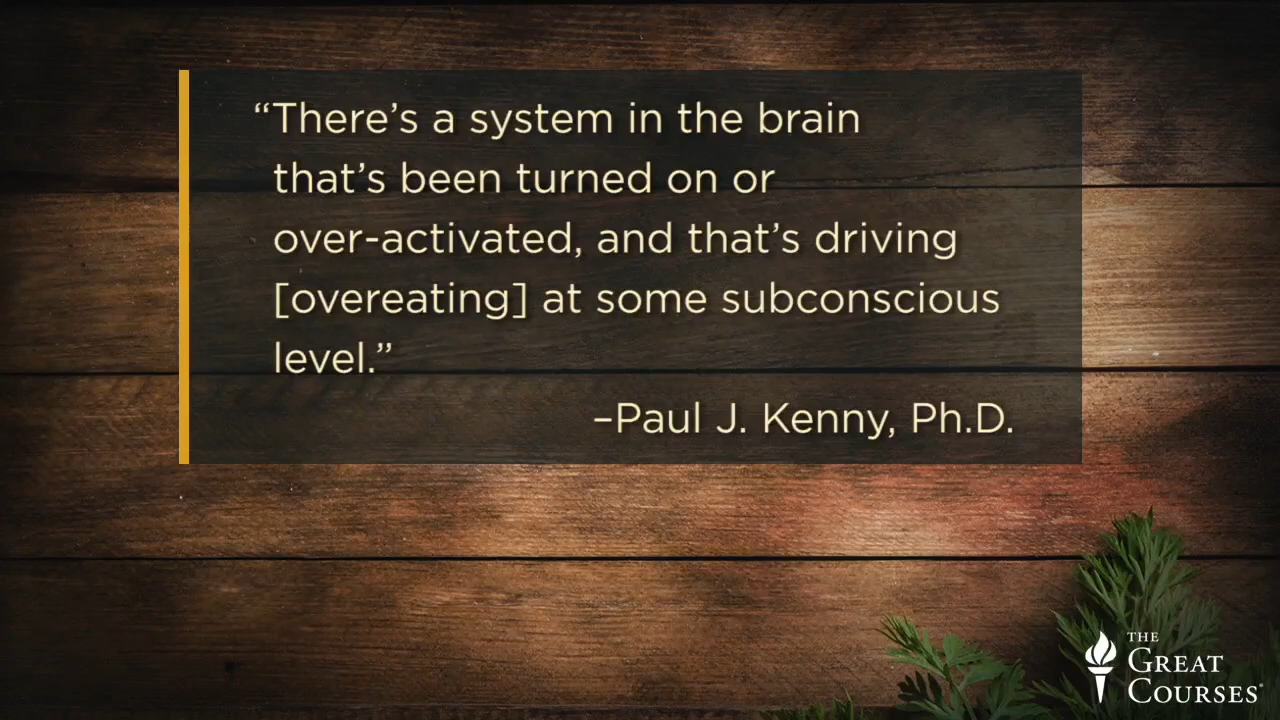 “There’s a system in the brain
that’s been turned on or
over-activated, and that’s driving
[overeating] at some subconscious
level.”
–Paul J. Kenny, Ph.D.
THE
GREAT
COURSES®